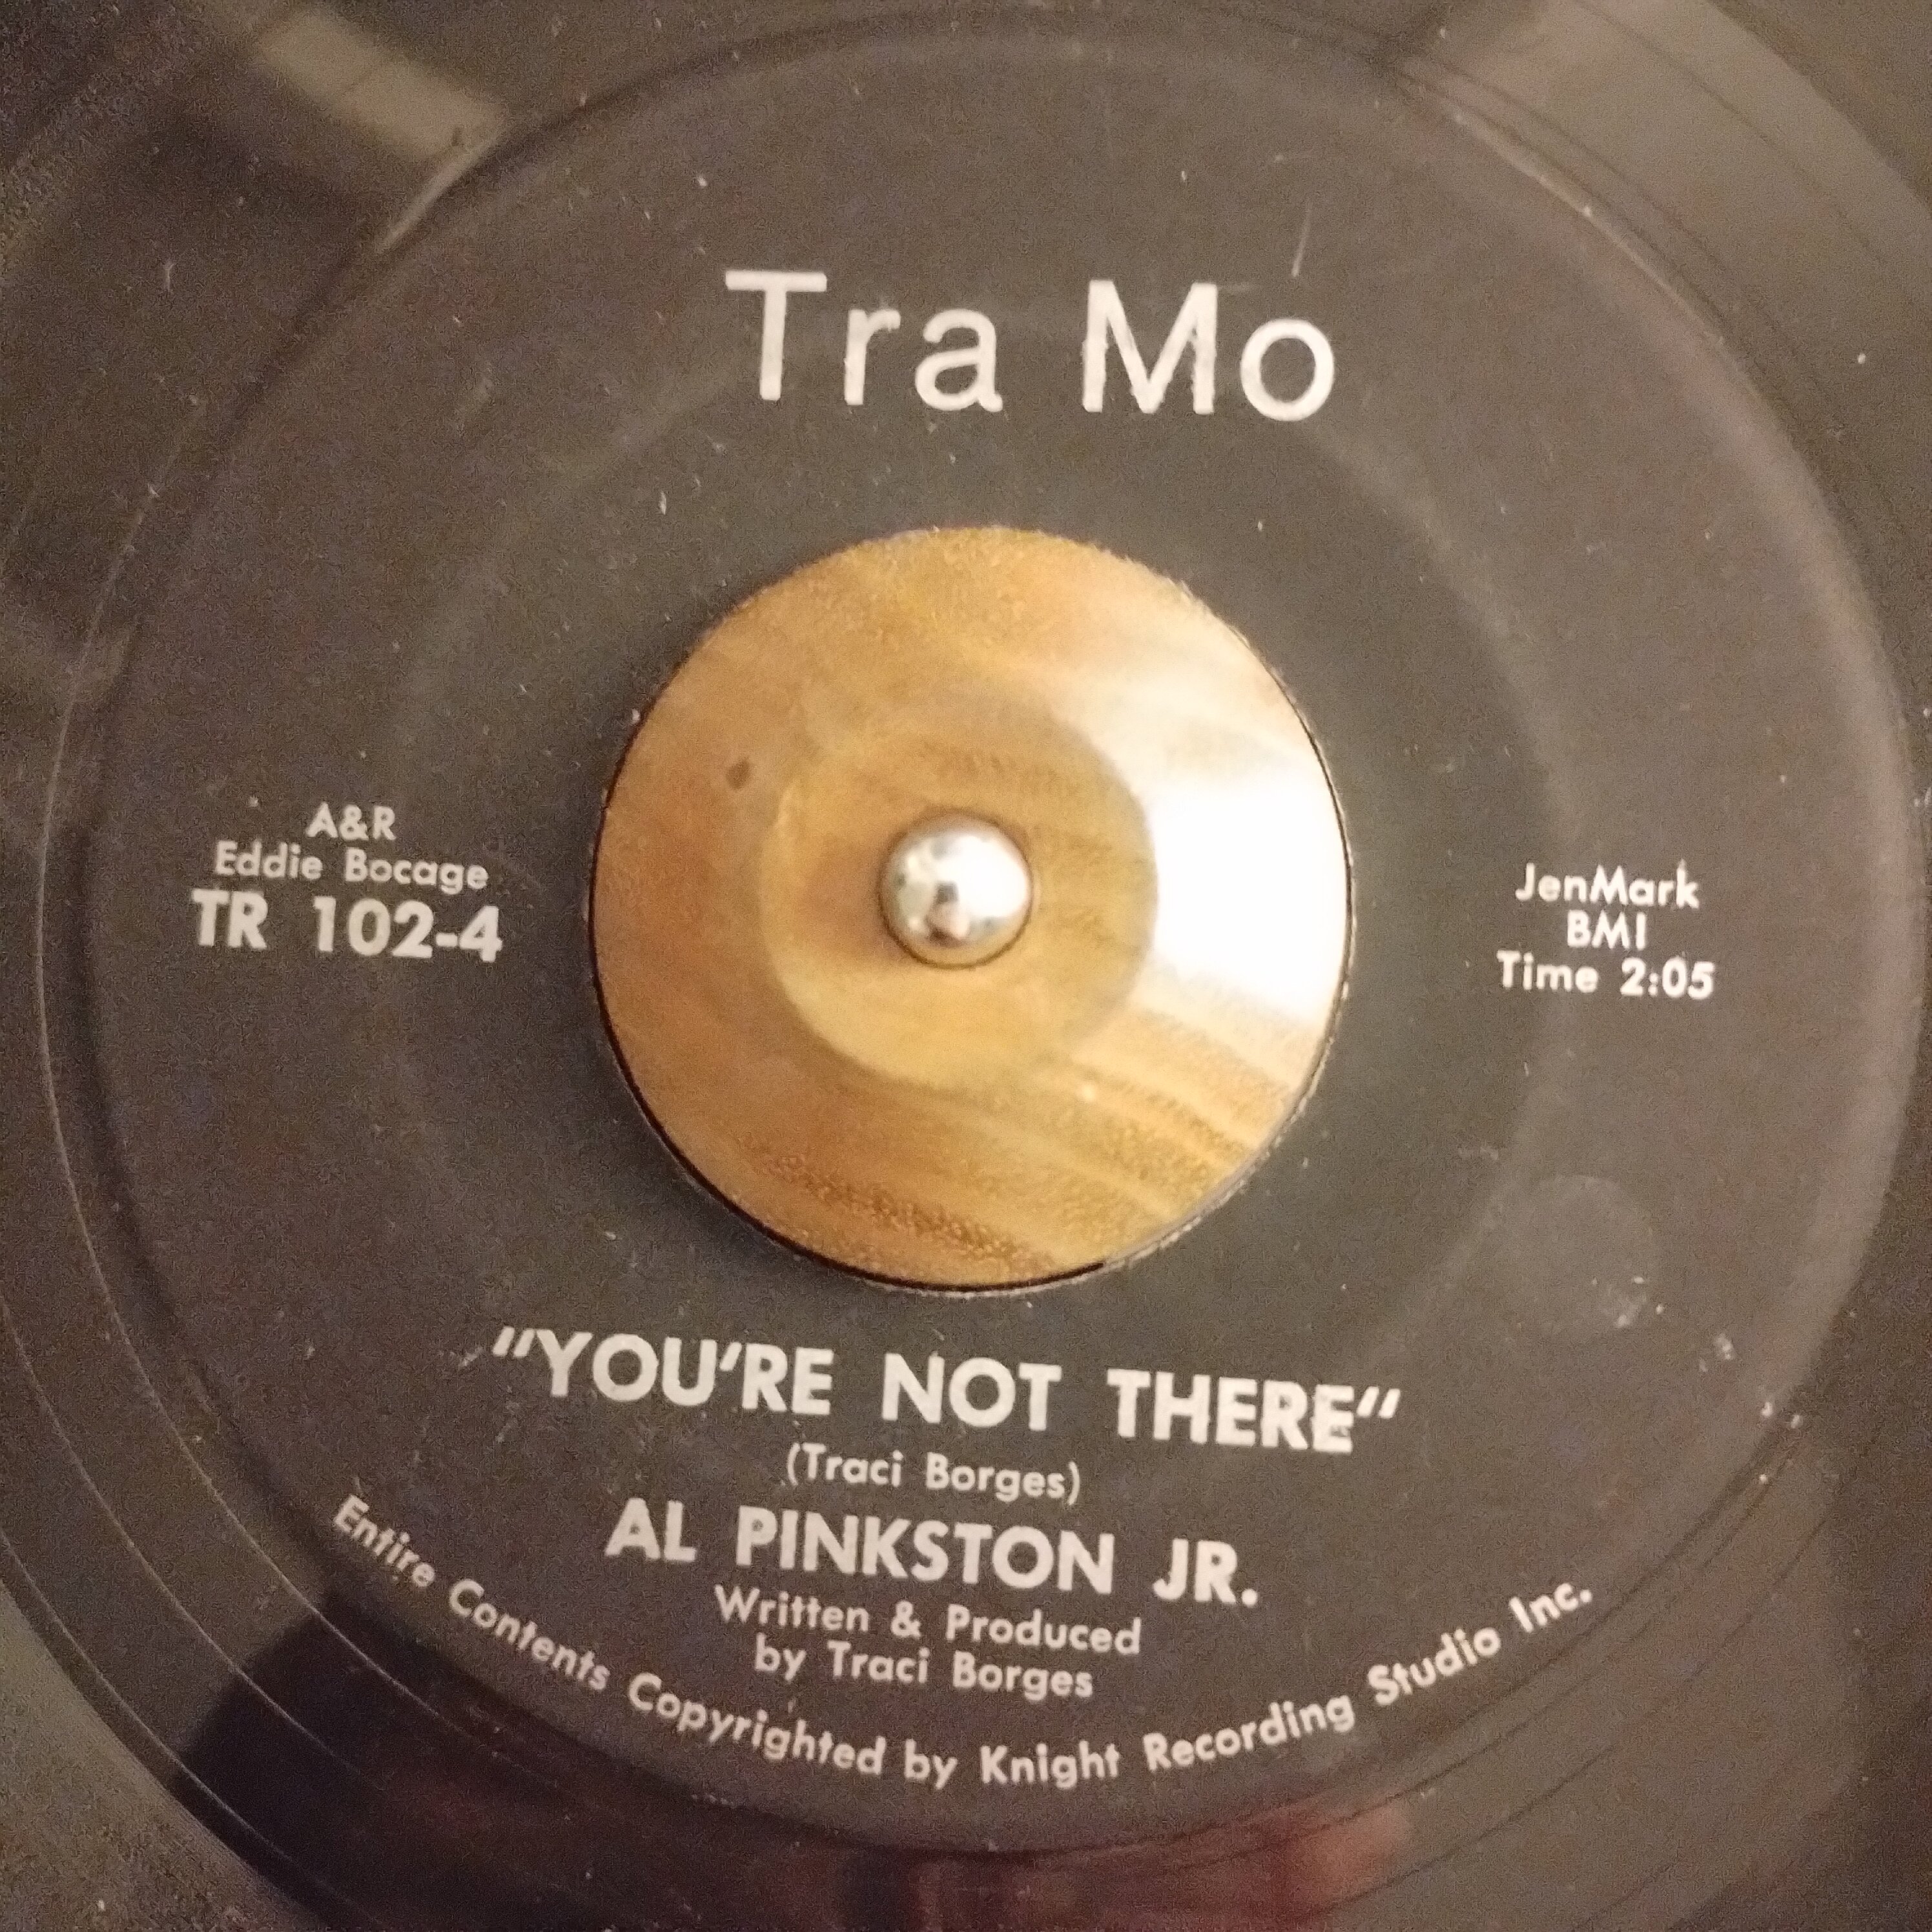 Tra Mo
A&R
Eddie Bocage
TR 102-4
JenMark
BMI
Time 2:05
"YOU'RE NOT THERE"
(Traci Borges)
AL PINKSTON JR.
Written & Produced
by Traci Borges
Entire Contents Copyrighted by Knight Recording Studio Inc.